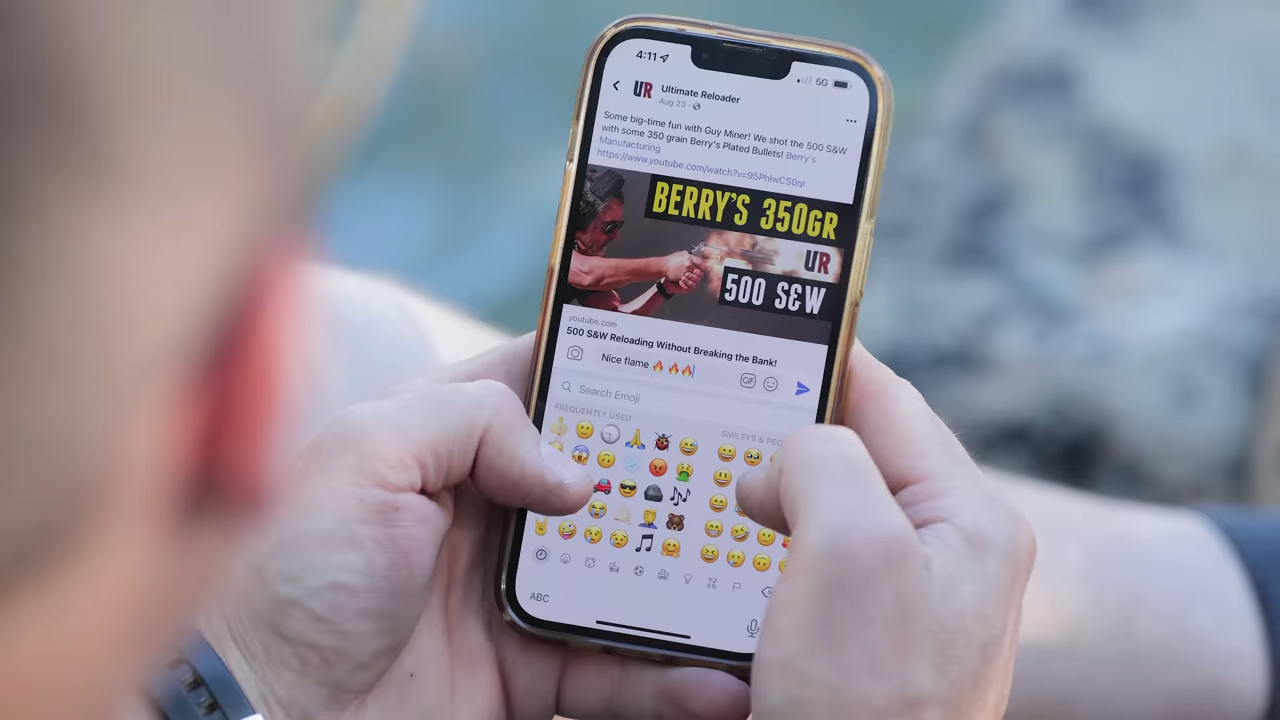 4:11
5G
UR
Ultimate Reloader
Aug 23
Some big-time fun with Guy Miner! We shot the 500 S&W
with some 350 grain Berry's Plated Bullets! Berry's
Manufacturing
https://www.youtube.com/watch?v=95PhlwCS0qI
BERRY'S 350GR
UR
500 S&W
youtube.com
500 S&W Reloading Without Breaking the Bank!
Nice flame 🔥🔥🔥
GIF
Search Emoji
FREQUENTLY USED
SMILEYS &
ABC